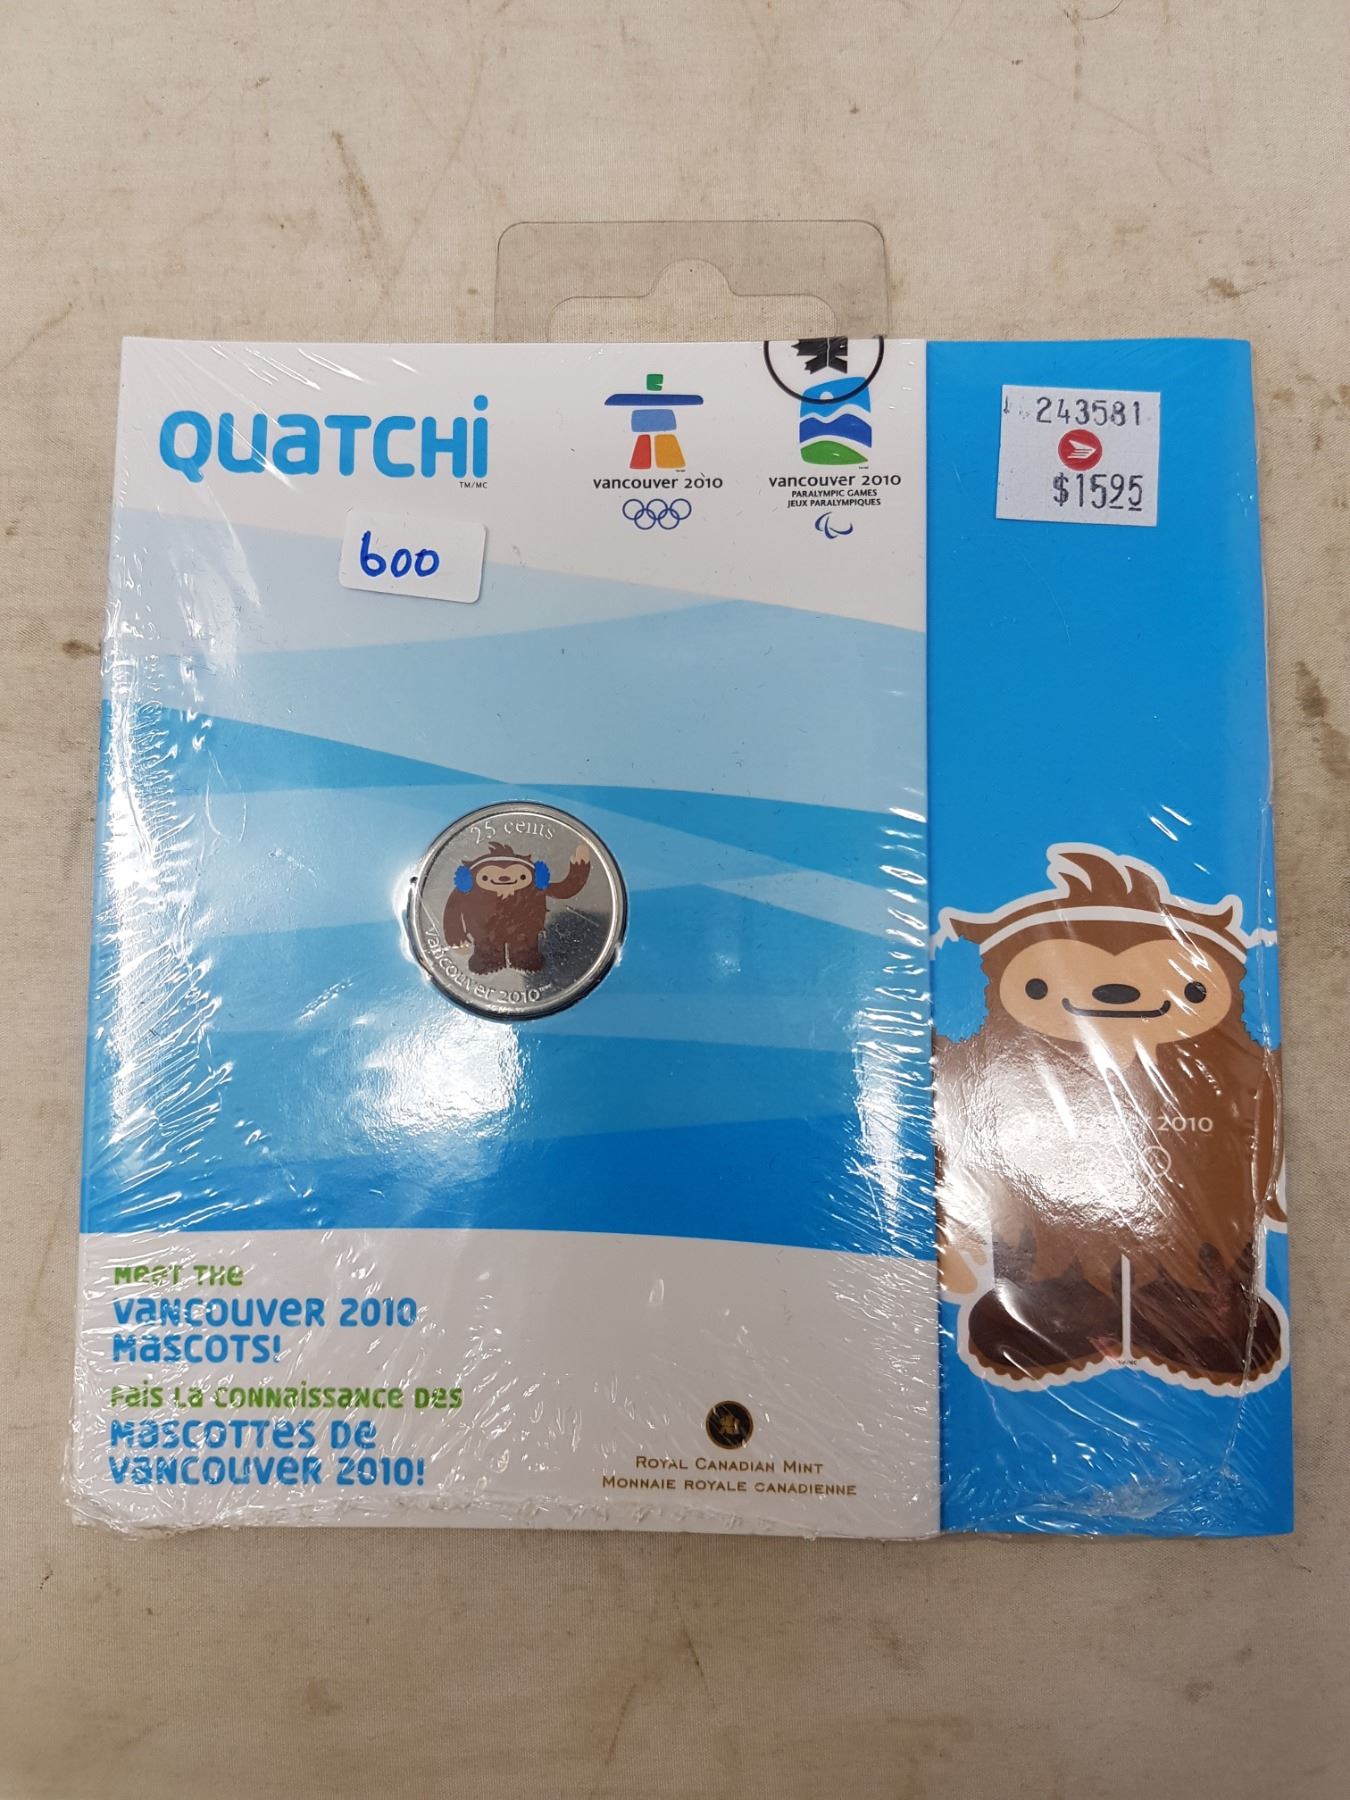 QUATCHI
TM/MC
vancouver 2010
vancouver 2010
PARALYMPIC GAMES
JEUX PARALYMPIQUES
243581
$1595
600
25 cents
vancouver 2010
2010
Meet the
Vancouver 2010
Mascots!
Fais la connaissance des
Mascottes de
Vancouver 2010!
Royal Canadian Mint
Monnaie royale canadienne